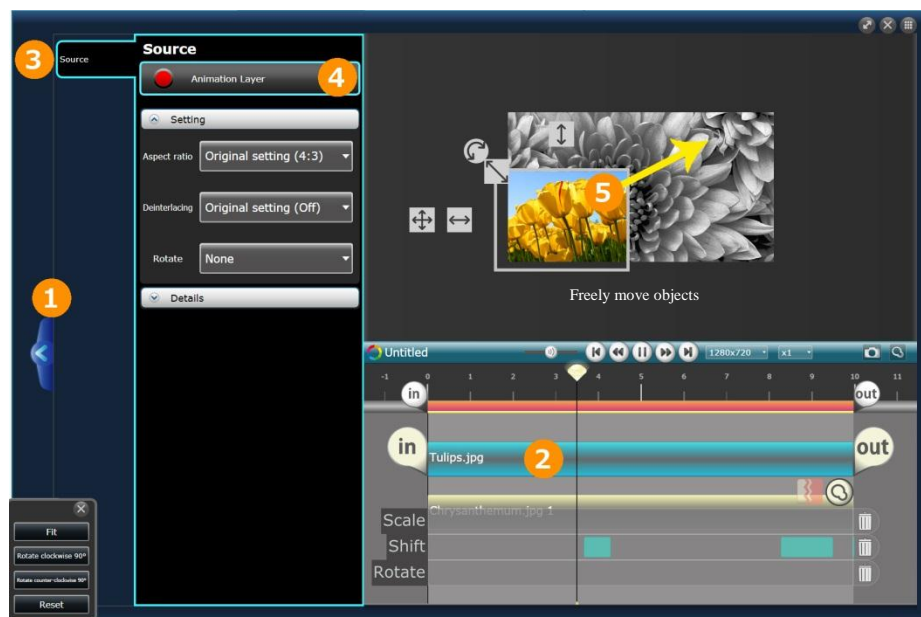 3
Source
Source
4
Animation Layer
Setting
Aspect ratio
Original setting (4:3)
Deinterlacing
Original setting (Off)
Rotate
None
Details
1
5
Freely move objects
Untitled
1280x720
x1
-1 0 1 2 3 4 5 6 7 8 9 10 11
in
out
in
out
Tulips.jpg
2
Chrysanthemum.jpg 1
Scale
Shift
Rotate
Fit
Rotate clockwise 90º
Rotate counter-clockwise 90º
Reset